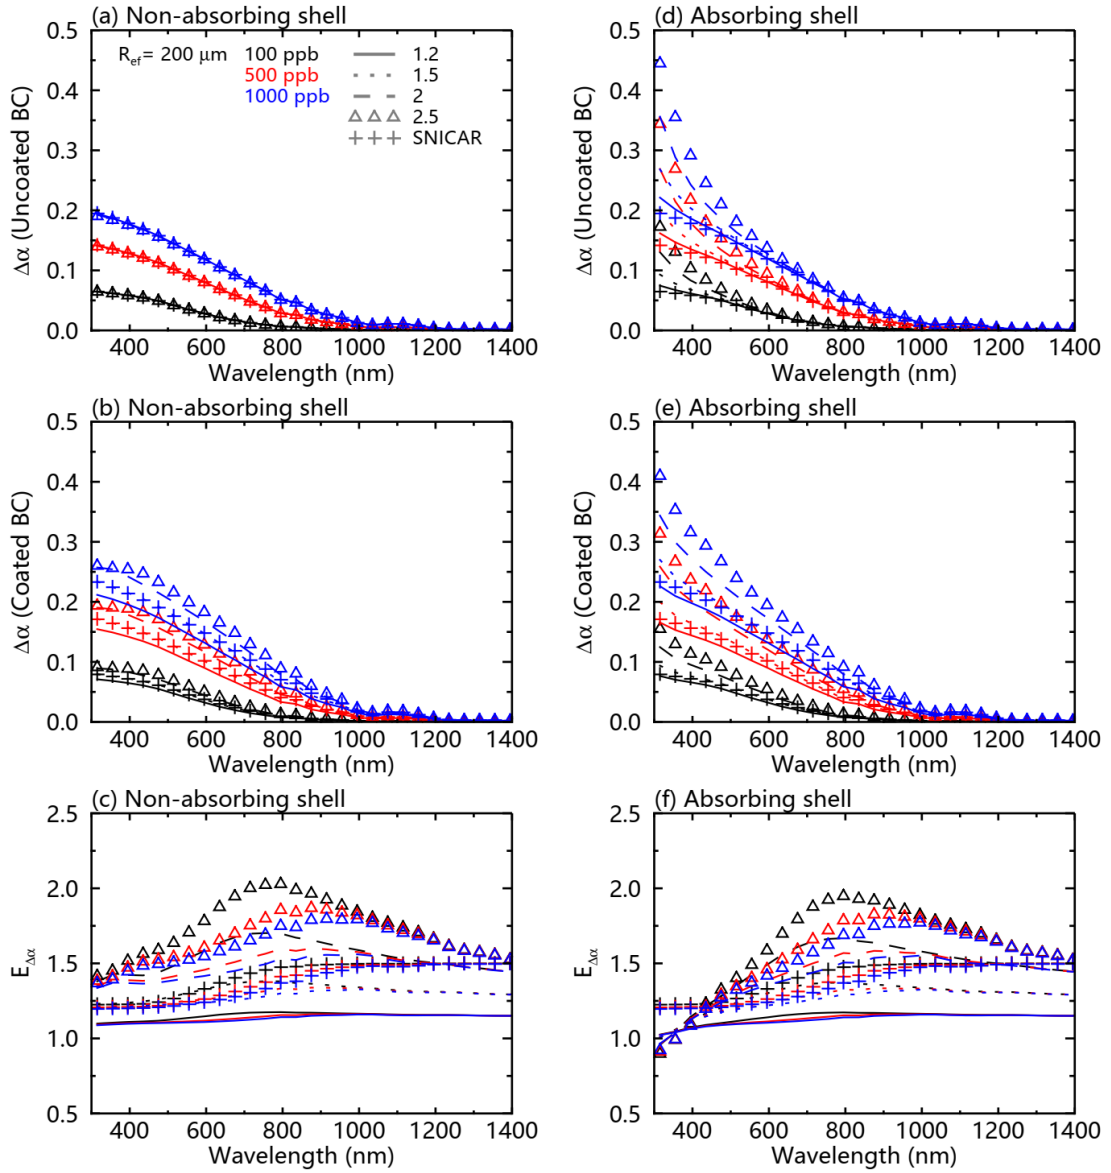 (a) Non-absorbing shell
R_ef= 200 μm
100 ppb
500 ppb
1000 ppb
1.2
1.5
2
2.5
SNICAR
Δα (Uncoated BC)
0.5
0.4
0.3
0.2
0.1
0.0
400 600 800 1000 1200 1400
Wavelength (nm)
(d) Absorbing shell
Δα (Uncoated BC)
0.5
0.4
0.3
0.2
0.1
0.0
400 600 800 1000 1200 1400
Wavelength (nm)
(b) Non-absorbing shell
Δα (Coated BC)
0.5
0.4
0.3
0.2
0.1
0.0
400 600 800 1000 1200 1400
Wavelength (nm)
(e) Absorbing shell
Δα (Coated BC)
0.5
0.4
0.3
0.2
0.1
0.0
400 600 800 1000 1200 1400
Wavelength (nm)
(c) Non-absorbing shell
E_Δα
2.5
2.0
1.5
1.0
0.5
400 600 800 1000 1200 1400
Wavelength (nm)
(f) Absorbing shell
E_Δα
2.5
2.0
1.5
1.0
0.5
400 600 800 1000 1200 1400
Wavelength (nm)